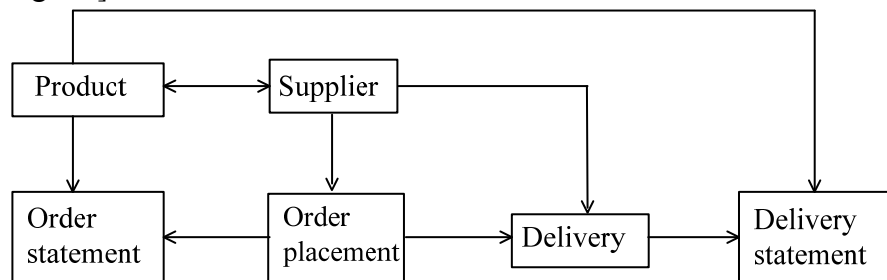 Product
Supplier
Order
statement
Order
placement
Delivery
Delivery
statement